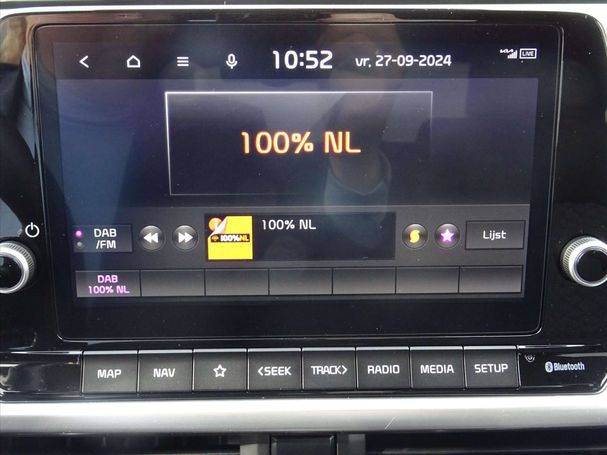 10:52 vr, 27-09-2024 LIVE
100% NL
DAB
/FM
100%NL
100% NL
Lijst
DAB
100% NL
MAP NAV <SEEK TRACK> RADIO MEDIA SETUP Bluetooth